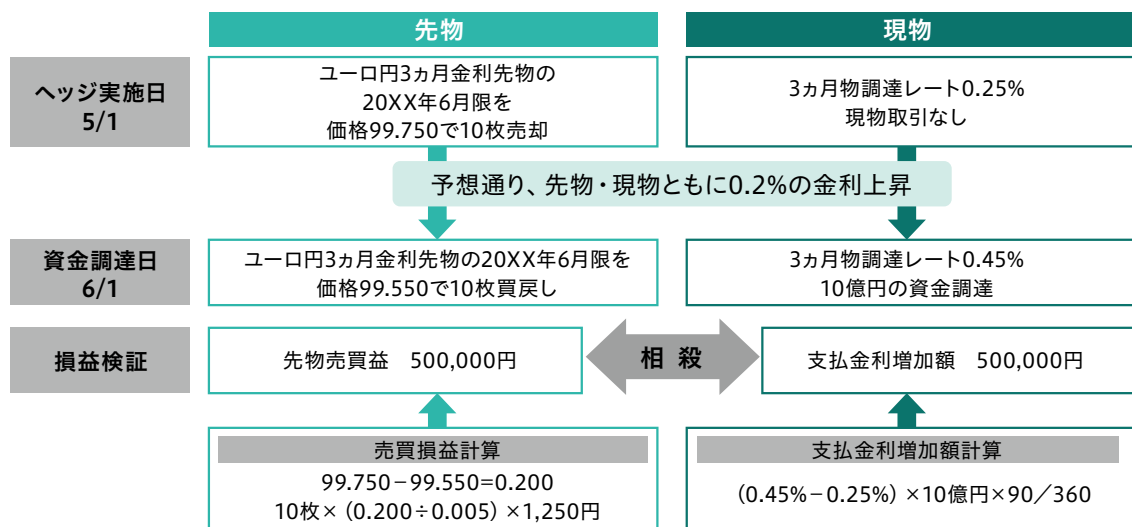 先物
現物
ヘッジ実施日
5/1
ユーロ円3ヵ月金利先物の
20XX年6月限を
価格99.750で10枚売却
3ヵ月物調達レート0.25%
現物取引なし
予想通り、先物・現物ともに0.2%の金利上昇
資金調達日
6/1
ユーロ円3ヵ月金利先物の20XX年6月限を
価格99.550で10枚買戻し
3ヵ月物調達レート0.45%
10億円の資金調達
損益検証
先物売買益 500,000円
相 殺
支払金利増加額 500,000円
売買損益計算
99.750−99.550=0.200
10枚×(0.200÷0.005)×1,250円
支払金利増加額計算
(0.45%−0.25%)×10億円×90/360